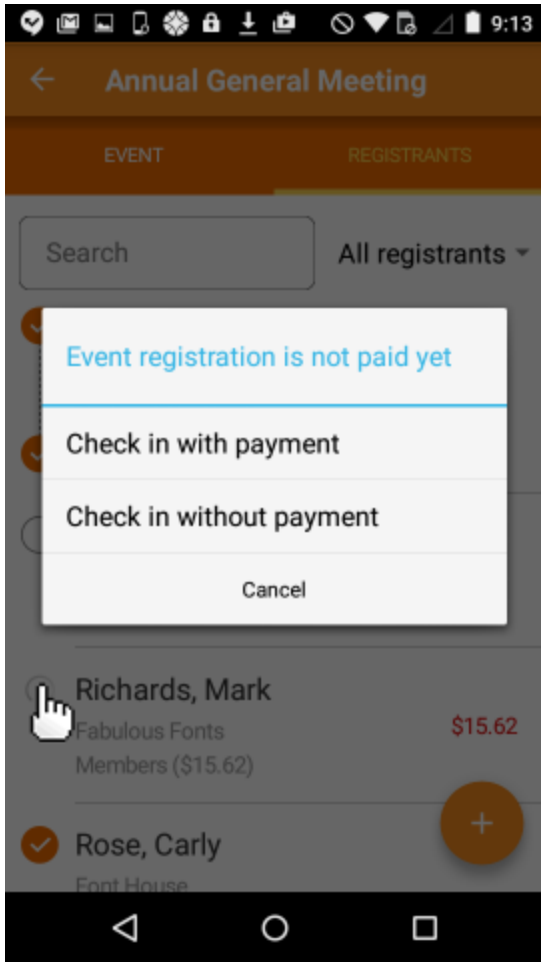 9:13
Annual General Meeting
EVENT
REGISTRANTS
Search
All registrants
Event registration is not paid yet
Check in with payment
Check in without payment
Cancel
Richards, Mark
Fabulous Fonts
$15.62
Members ($15.62)
+
Rose, Carly
Font House